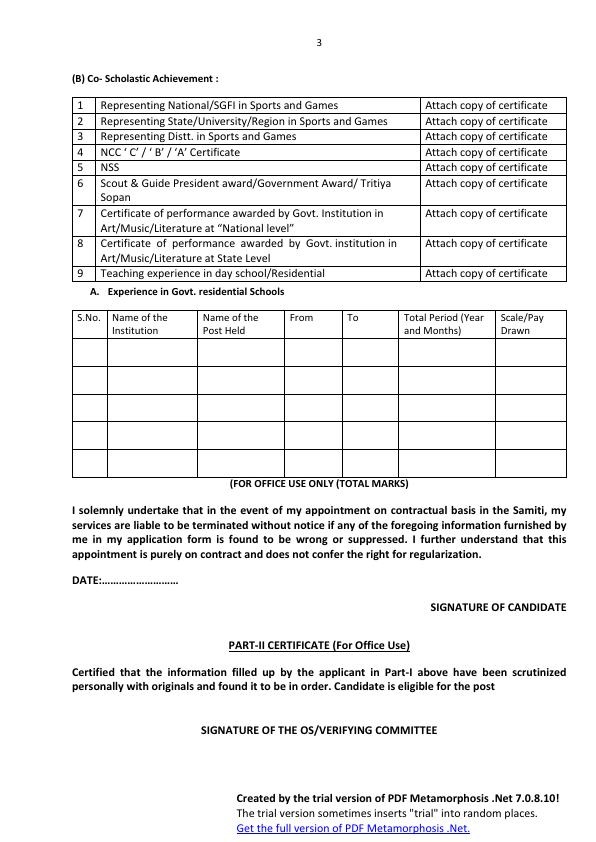 3
(B) Co- Scholastic Achievement :
1 Representing National/SGFI in Sports and Games Attach copy of certificate
2 Representing State/University/Region in Sports and Games Attach copy of certificate
3 Representing Distt. in Sports and Games Attach copy of certificate
4 NCC ‘ C’ / ‘ B’ / ‘A’ Certificate Attach copy of certificate
5 NSS Attach copy of certificate
6 Scout & Guide President award/Government Award/ Tritiya Attach copy of certificate
Sopan
7 Certificate of performance awarded by Govt. Institution in Attach copy of certificate
Art/Music/Literature at “National level”
8 Certificate of performance awarded by Govt. institution in Attach copy of certificate
Art/Music/Literature at State Level
9 Teaching experience in day school/Residential Attach copy of certificate
A. Experience in Govt. residential Schools
S.No. Name of the Name of the From To Total Period (Year Scale/Pay
Institution Post Held and Months) Drawn
(FOR OFFICE USE ONLY (TOTAL MARKS)
I solemnly undertake that in the event of my appointment on contractual basis in the Samiti, my
services are liable to be terminated without notice if any of the foregoing information furnished by
me in my application form is found to be wrong or suppressed. I further understand that this
appointment is purely on contract and does not confer the right for regularization.
DATE:………………………
SIGNATURE OF CANDIDATE
PART-II CERTIFICATE (For Office Use)
Certified that the information filled up by the applicant in Part-I above have been scrutinized
personally with originals and found it to be in order. Candidate is eligible for the post
SIGNATURE OF THE OS/VERIFYING COMMITTEE
Created by the trial version of PDF Metamorphosis .Net 7.0.8.10!
The trial version sometimes inserts "trial" into random places.
Get the full version of PDF Metamorphosis .Net.